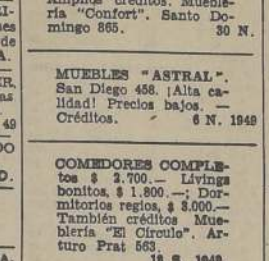 créditos. Mueble-
ría "Confort". Santo Do-
mingo 865. 30 N.
MUEBLES "ASTRAL".
San Diego 458. ¡Alta ca-
lidad! Precios bajos. —
Créditos. 6 N. 1949
COMEDORES COMPLE-
tos $ 2.700.— Livings
bonitos, $ 1.800.—; Dor-
mitorios regios, $ 3.000.—
También créditos Mue-
blería "El Círculo". Ar-
turo Prat 563.